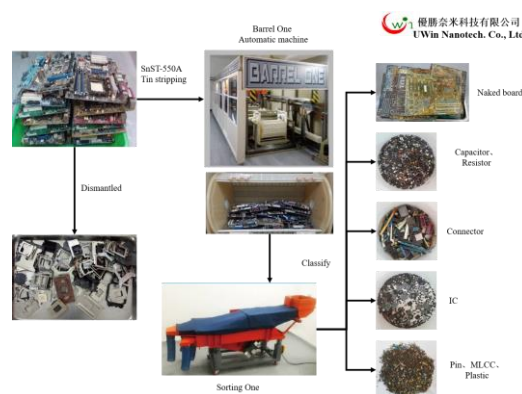 優勝奈米科技有限公司
UWin Nanotech. Co., Ltd
Barrel One
Automatic machine
SnST-550A
Tin stripping
BARREL ONE
Naked board
Capacitor、
Resistor
Dismantled
Connector
Classify
IC
Sorting One
Pin、MLCC、
Plastic